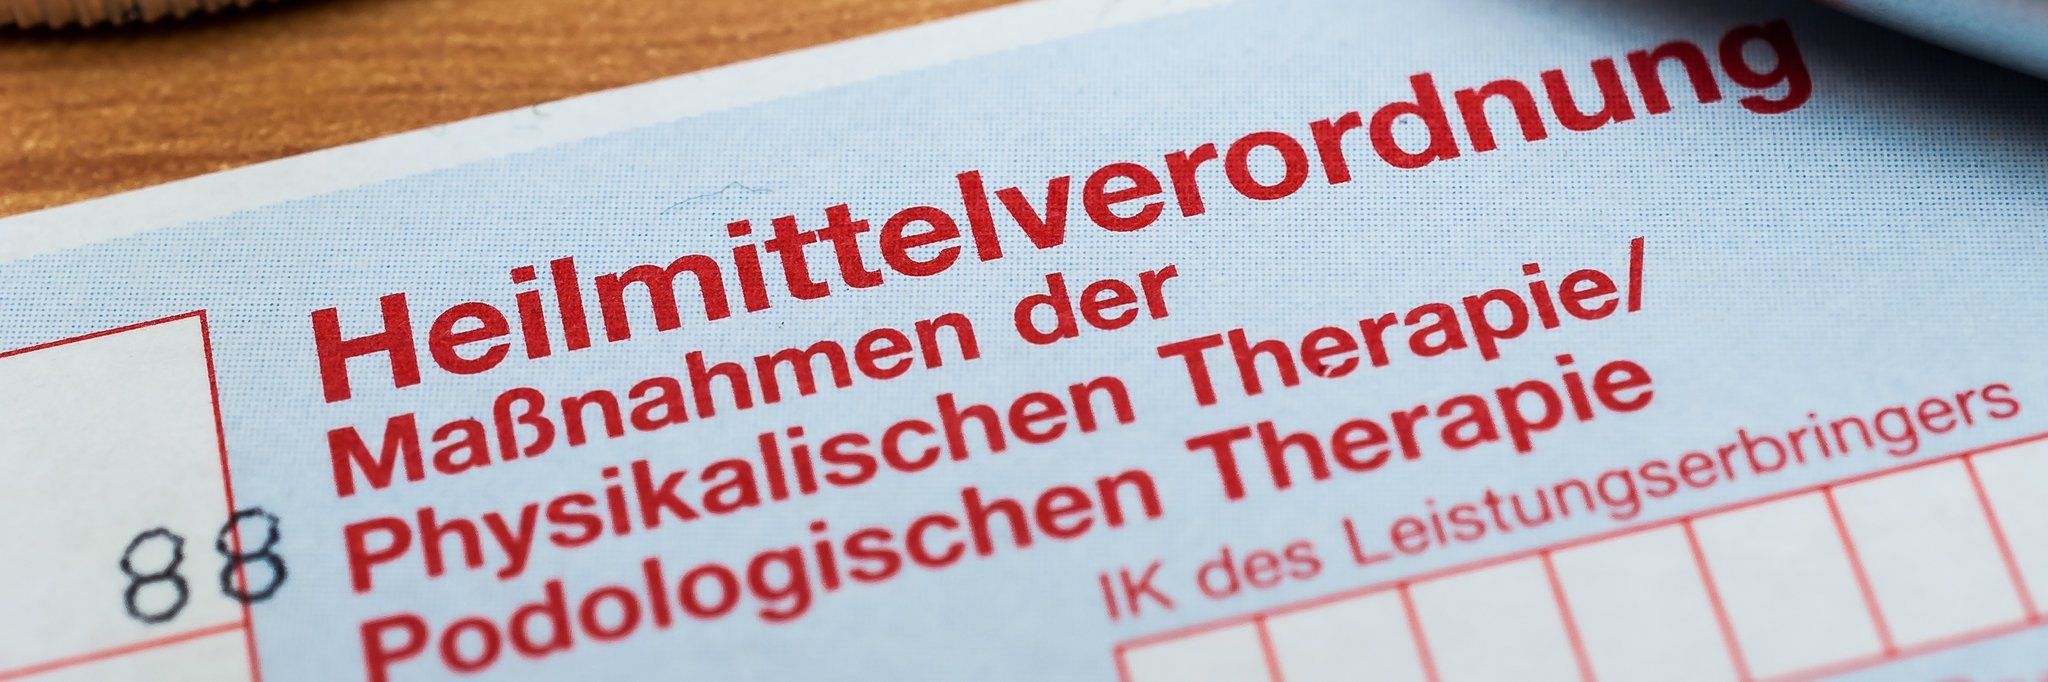 Heilmittelverordnung
Maßnahmen der
Physikalischen Therapie/
Podologischen Therapie
IK des Leistungserbringers
88